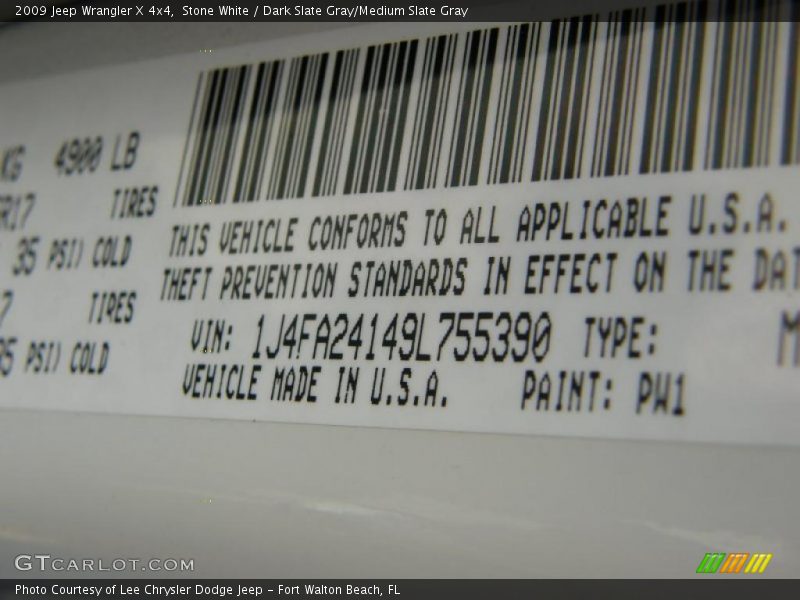 2009 Jeep Wrangler X 4x4, Stone White / Dark Slate Gray/Medium Slate Gray
KG 4900 LB
R17 TIRES
35 PSI) COLD
7 TIRES
35 PSI) COLD
THIS VEHICLE CONFORMS TO ALL APPLICABLE U.S.A.
THEFT PREVENTION STANDARDS IN EFFECT ON THE DAT
VIN: 1J4FA24149L755390 TYPE: M
VEHICLE MADE IN U.S.A. PAINT: PW1
GTCARLOT.COM
Photo Courtesy of Lee Chrysler Dodge Jeep - Fort Walton Beach, FL